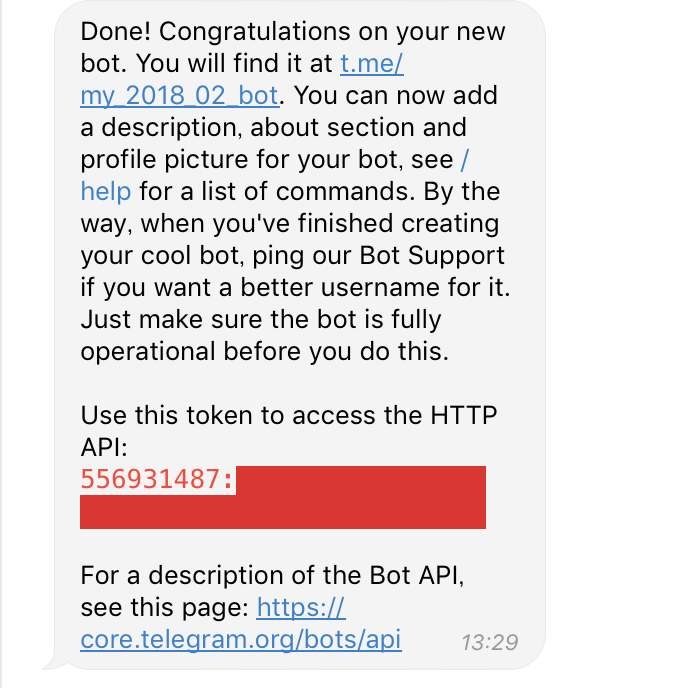 Done! Congratulations on your new
bot. You will find it at t.me/
my_2018_02_bot. You can now add
a description, about section and
profile picture for your bot, see /
help for a list of commands. By the
way, when you've finished creating
your cool bot, ping our Bot Support
if you want a better username for it.
Just make sure the bot is fully
operational before you do this.
Use this token to access the HTTP
API:
556931487:
For a description of the Bot API,
see this page: https://
core.telegram.org/bots/api 13:29